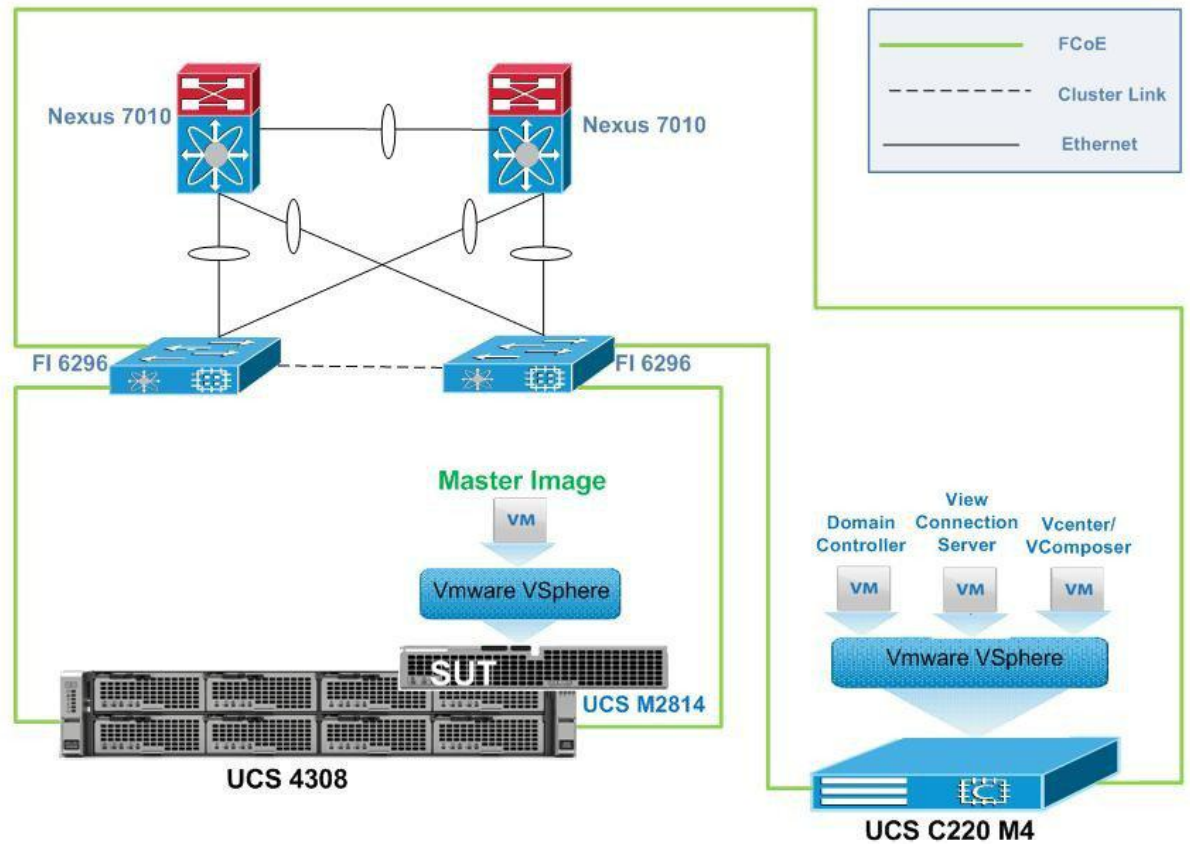 FCoE
Cluster Link
Ethernet
Nexus 7010
Nexus 7010
FI 6296
FI 6296
Master Image
VM
Vmware VSphere
SUT
UCS M2814
UCS 4308
Domain
Controller
View
Connection
Server
Vcenter/
VComposer
VM
VM
VM
Vmware VSphere
C
UCS C220 M4